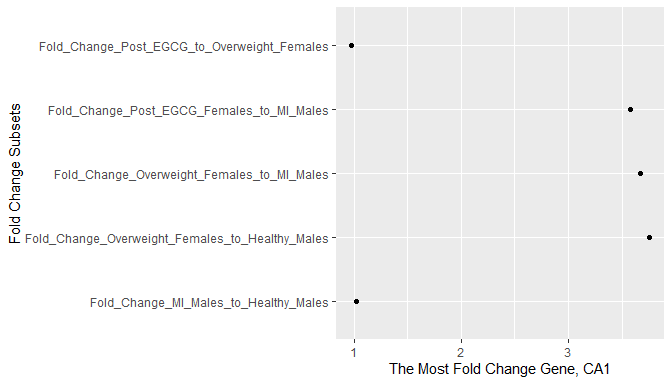 Fold Change Subsets
Fold_Change_Post_EGCG_to_Overweight_Females
Fold_Change_Post_EGCG_Females_to_MI_Males
Fold_Change_Overweight_Females_to_MI_Males
Fold_Change_Overweight_Females_to_Healthy_Males
Fold_Change_MI_Males_to_Healthy_Males
1 2 3
The Most Fold Change Gene, CA1